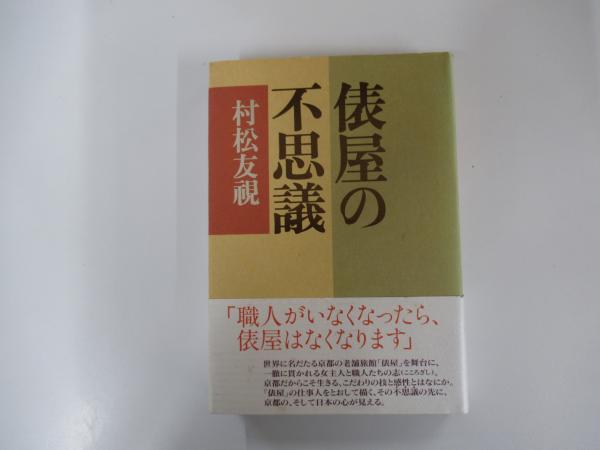 俵屋の
不思議
村松友視
「職人がいなくなったら、
俵屋はなくなります」
世界に名だたる京都の老舗旅館「俵屋」を舞台に、
一徹に貫かれる女主人と職人たちの志(こころざし)。
京都だからこそ生きる、こだわりの技と感性とはなにか。
『俵屋』の仕事人をとおして描く、その不思議の先に、
京都の、そして日本の心が見える。